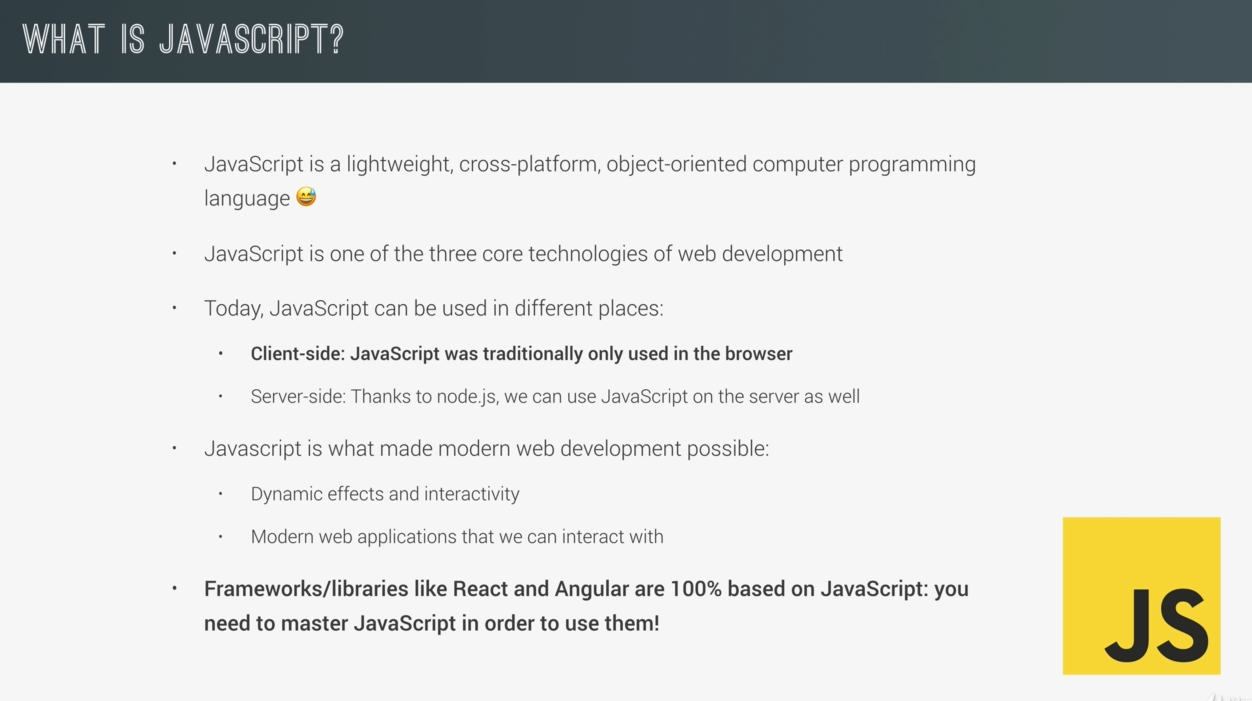 WHAT IS JAVASCRIPT?
• JavaScript is a lightweight, cross-platform, object-oriented computer programming
language 😅
• JavaScript is one of the three core technologies of web development
• Today, JavaScript can be used in different places:
• Client-side: JavaScript was traditionally only used in the browser
• Server-side: Thanks to node.js, we can use JavaScript on the server as well
• Javascript is what made modern web development possible:
• Dynamic effects and interactivity
• Modern web applications that we can interact with
• Frameworks/libraries like React and Angular are 100% based on JavaScript: you
need to master JavaScript in order to use them!
JS